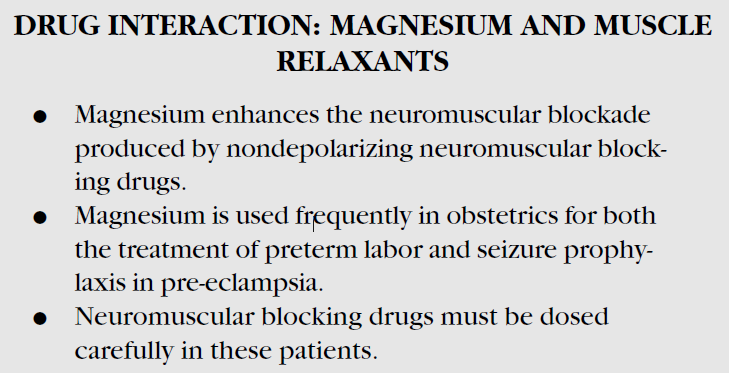 DRUG INTERACTION: MAGNESIUM AND MUSCLE
RELAXANTS
● Magnesium enhances the neuromuscular blockade
produced by nondepolarizing neuromuscular block-
ing drugs.
● Magnesium is used frequently in obstetrics for both
the treatment of preterm labor and seizure prophy-
laxis in pre-eclampsia.
● Neuromuscular blocking drugs must be dosed
carefully in these patients.